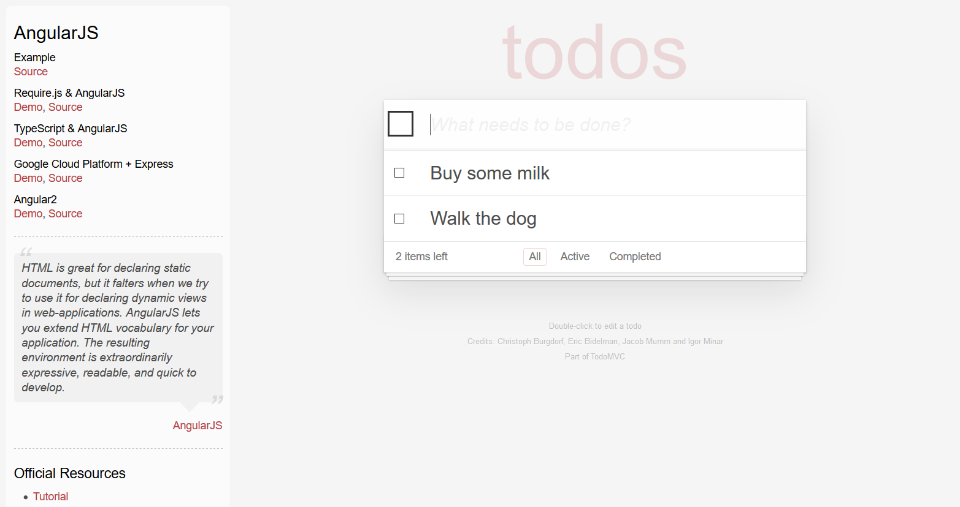 AngularJS
Example
Source
Require.js & AngularJS
Demo, Source
TypeScript & AngularJS
Demo, Source
Google Cloud Platform + Express
Demo, Source
Angular2
Demo, Source
“
HTML is great for declaring static
documents, but it falters when we try
to use it for declaring dynamic views
in web-applications. AngularJS lets
you extend HTML vocabulary for your
application. The resulting
environment is extraordinarily
expressive, readable, and quick to
develop.
”
AngularJS
Official Resources
• Tutorial
todos
What needs to be done?
Buy some milk
Walk the dog
2 items left All Active Completed
Double-click to edit a todo
Credits: Christoph Burgdorf, Eric Bidelman, Jacob Mumm and Igor Minar
Part of TodoMVC